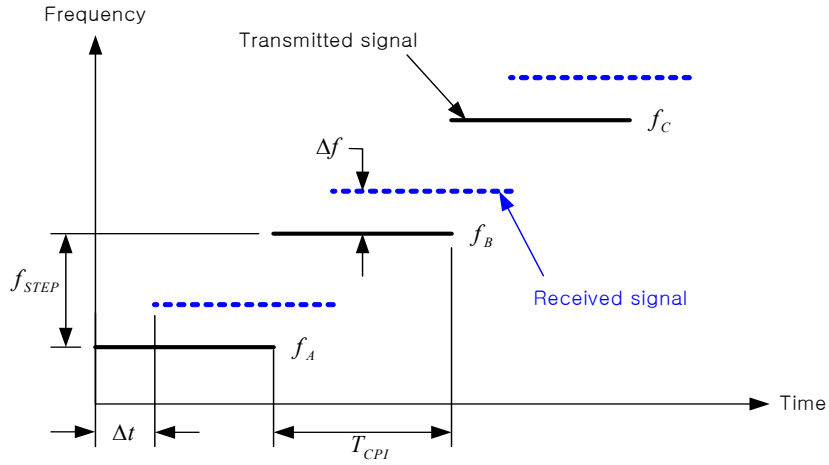 Frequency
Transmitted signal
f_C
Δf
f_B
f_STEP
Received signal
f_A
Time
Δt
T_CPI